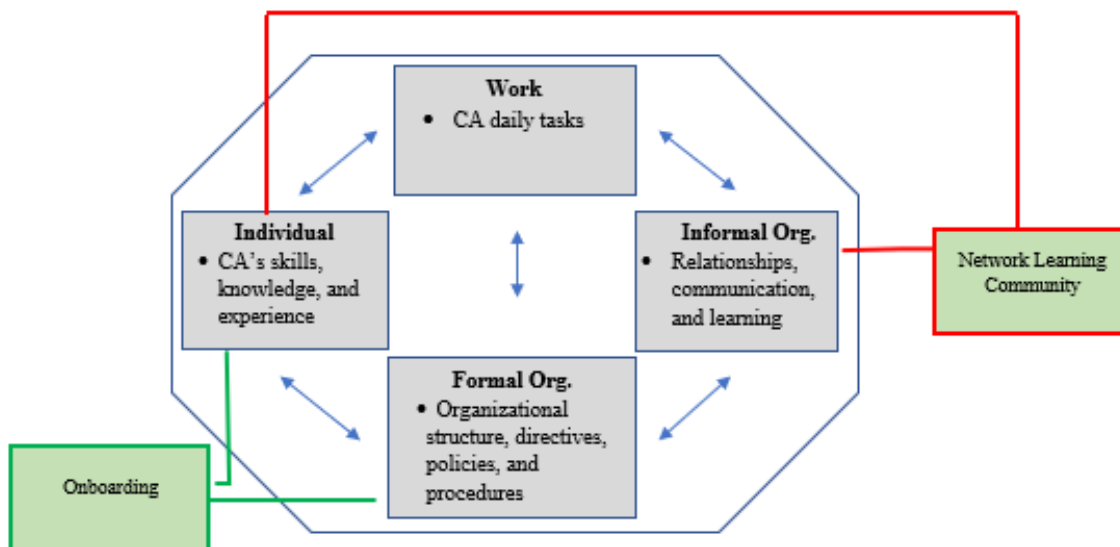 Work
• CA daily tasks
Individual
• CA's skills,
knowledge, and
experience
Informal Org.
• Relationships,
communication,
and learning
Network Learning
Community
Formal Org.
• Organizational
structure, directives,
policies, and
procedures
Onboarding